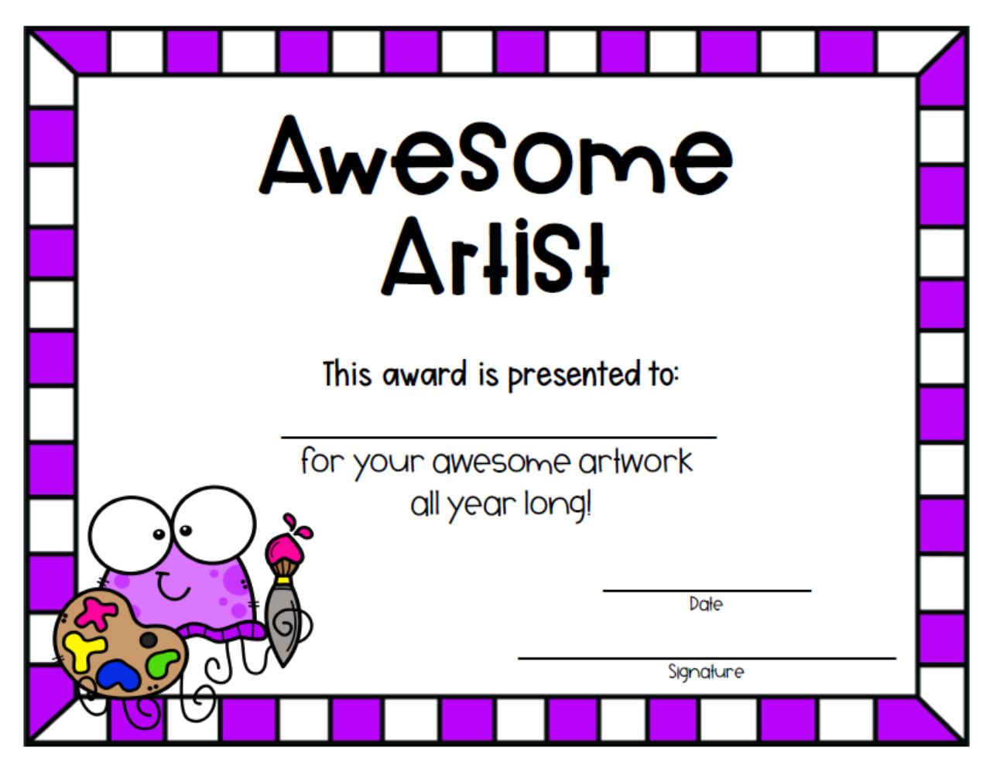 Awesome
Artist
This award is presented to:
for your awesome artwork
all year long!
Date
Signature